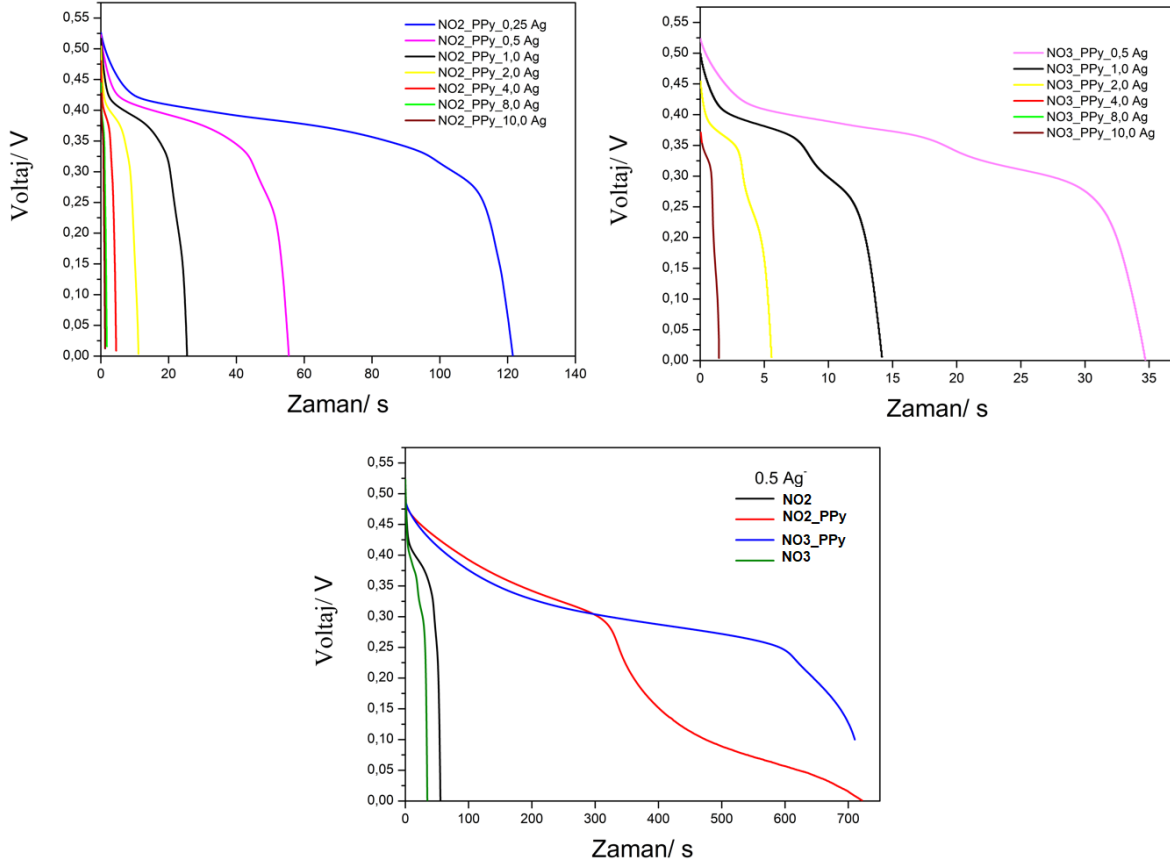 0,55
0,50
0,45
0,40
0,35
0,30
0,25
0,20
0,15
0,10
0,05
0,00
Voltaj/ V
NO2_PPy_0,25 Ag
NO2_PPy_0,5 Ag
NO2_PPy_1,0 Ag
NO2_PPy_2,0 Ag
NO2_PPy_4,0 Ag
NO2_PPy_8,0 Ag
NO2_PPy_10,0 Ag
0 20 40 60 80 100 120 140
Zaman/ s
0,55
0,50
0,45
0,40
0,35
0,30
0,25
0,20
0,15
0,10
0,05
0,00
Voltaj/ V
NO3_PPy_0,5 Ag
NO3_PPy_1,0 Ag
NO3_PPy_2,0 Ag
NO3_PPy_4,0 Ag
NO3_PPy_8,0 Ag
NO3_PPy_10,0 Ag
0 5 10 15 20 25 30 35
Zaman/ s
0,55
0,50
0,45
0,40
0,35
0,30
0,25
0,20
0,15
0,10
0,05
0,00
Voltaj/ V
0.5 Ag⁻
NO2
NO2_PPy
NO3_PPy
NO3
0 100 200 300 400 500 600 700
Zaman/ s